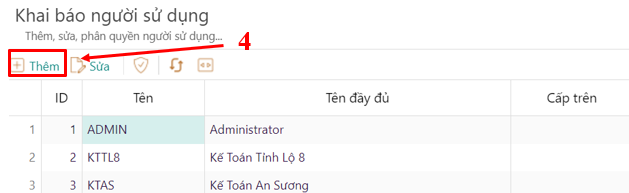 Khai báo người sử dụng
Thêm, sửa, phân quyền người sử dụng...
4
Thêm Sửa
ID Tên Tên đầy đủ Cấp trên
1 1 ADMIN Administrator
2 2 KTTL8 Kế Toán Tỉnh Lộ 8
3 3 KTAS Kế Toán An Sương